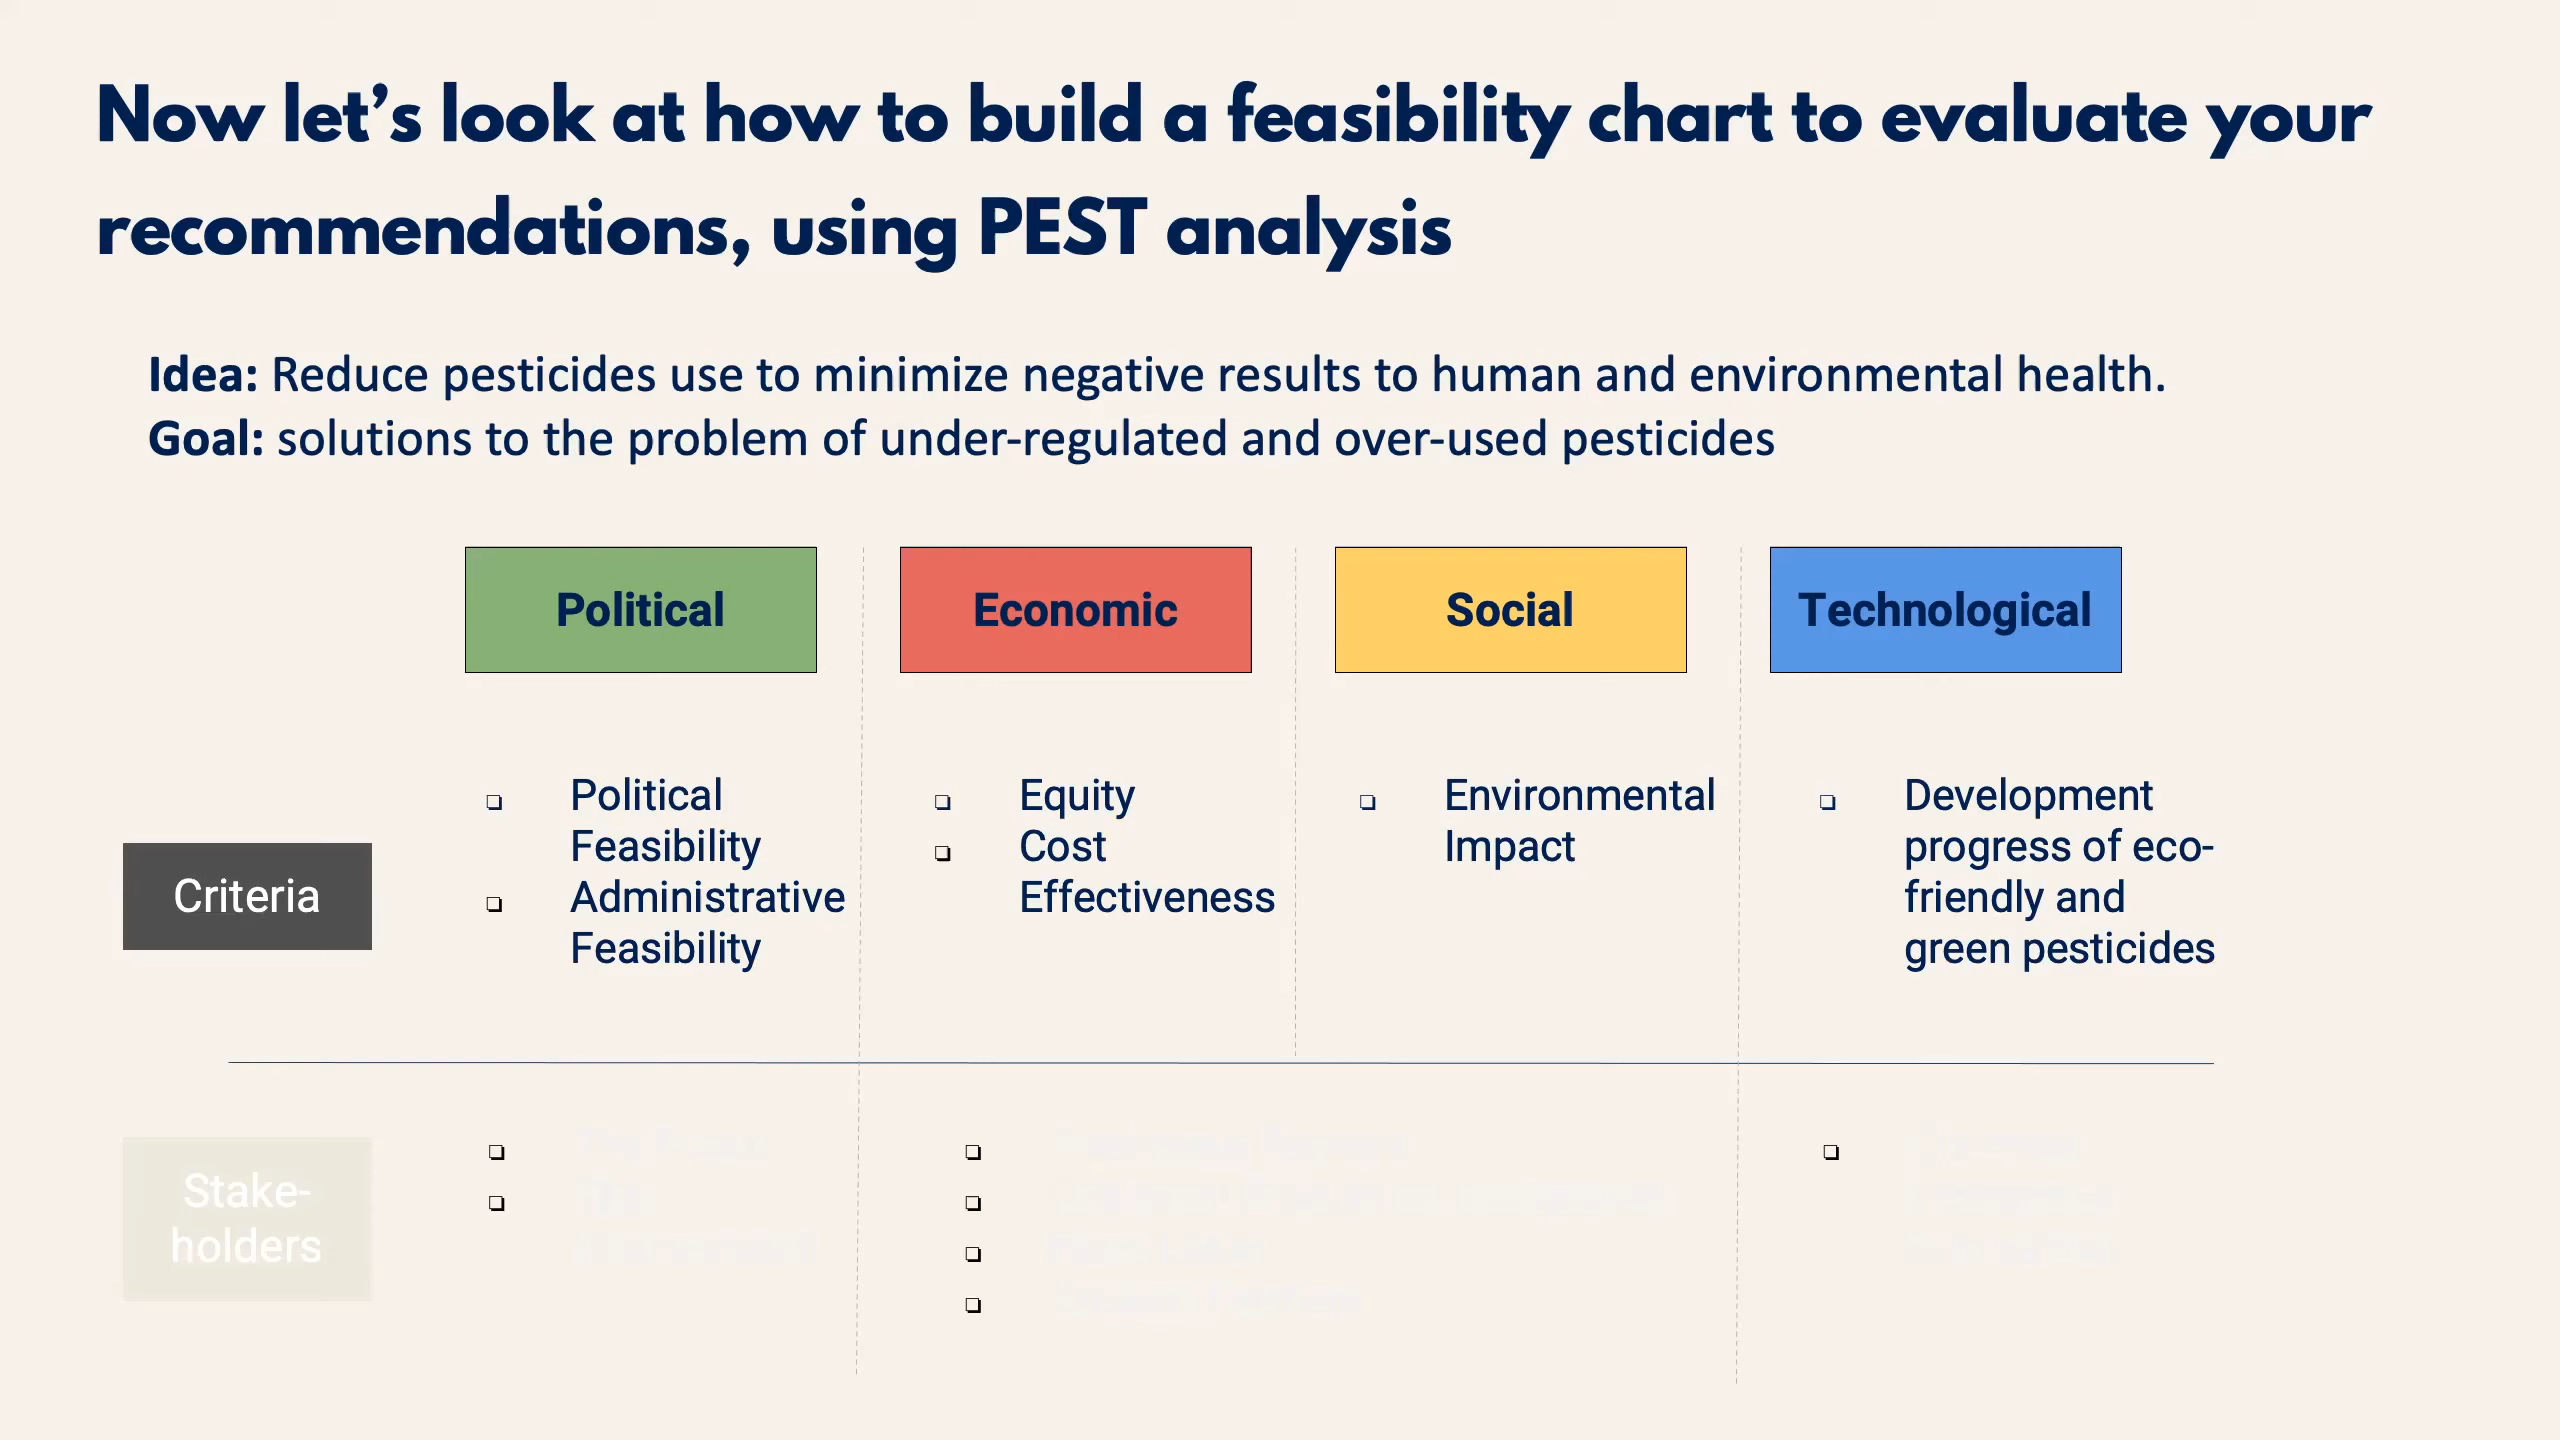 Now let’s look at how to build a feasibility chart to evaluate your
recommendations, using PEST analysis
Idea: Reduce pesticides use to minimize negative results to human and environmental health.
Goal: solutions to the problem of under-regulated and over-used pesticides
Political
Economic
Social
Technological
Criteria
❏ Political
Feasibility
❏ Administrative
Feasibility
❏ Equity
❏ Cost
Effectiveness
❏ Environmental
Impact
❏ Development
progress of eco-
friendly and
green pesticides
Stake-
holders